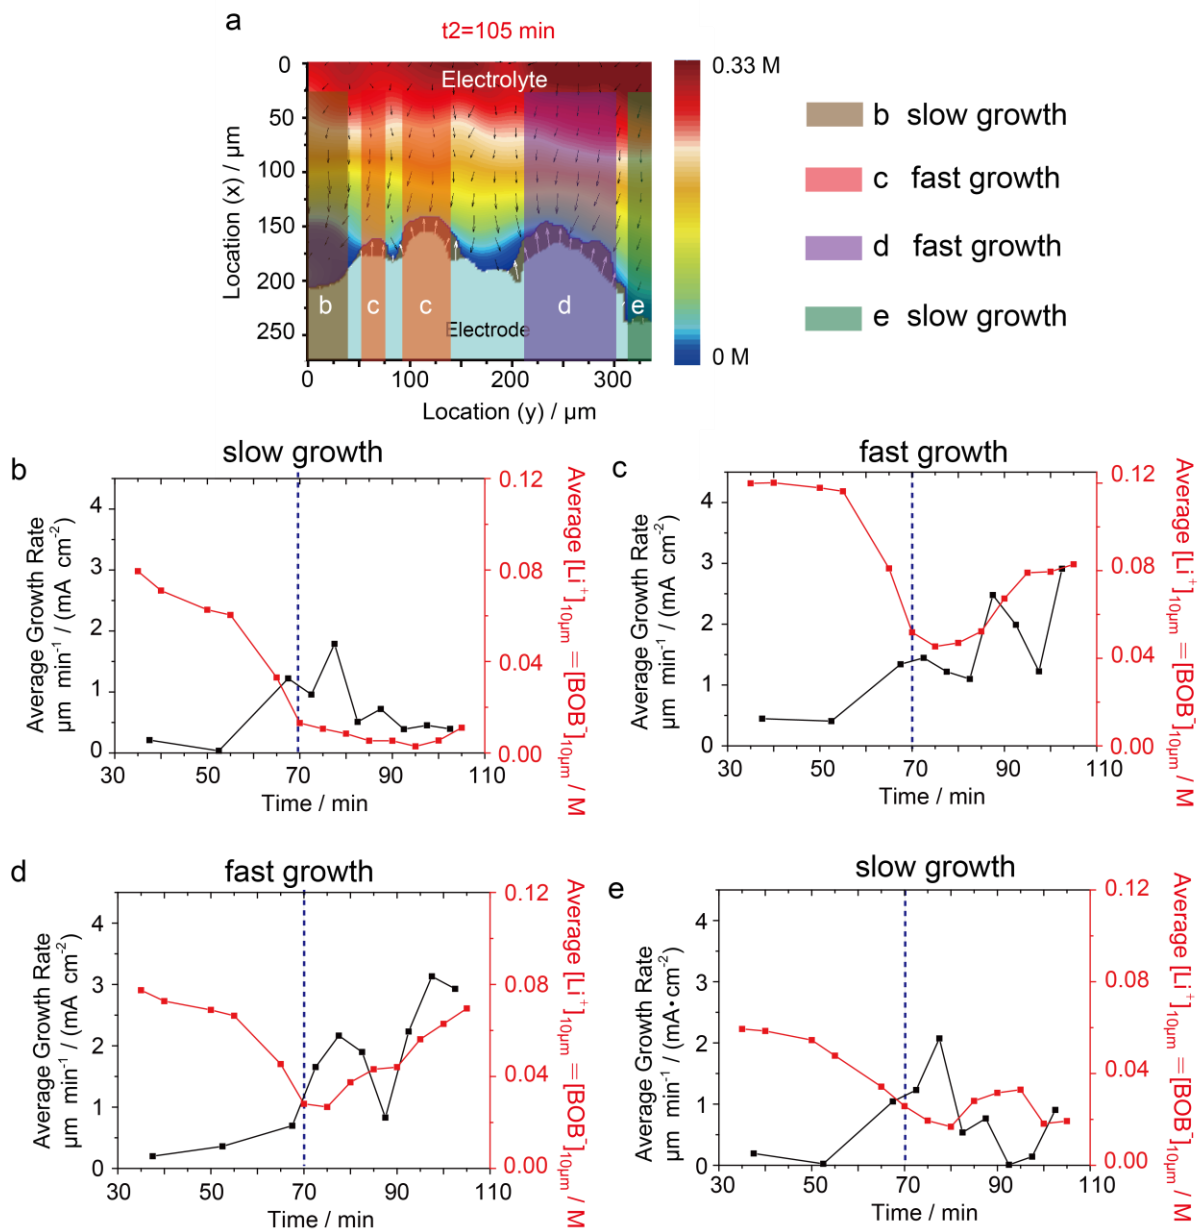 a
t2=105 min
0
50
100
150
200
250
Location (x) / µm
Electrolyte
Electrode
b
c
c
d
e
0 100 200 300
Location (y) / µm
0.33 M
0 M
b slow growth
c fast growth
d fast growth
e slow growth
b
slow growth
Average Growth Rate
µm min⁻¹ / (mA cm⁻²)
4
3
2
1
0
30 50 70 90 110
Time / min
0.12
0.08
0.04
0.00
Average [Li⁺]₁₀µm =[BOB⁻]₁₀µm / M
c
fast growth
Average Growth Rate
µm min⁻¹ / (mA cm⁻²)
4
3
2
1
0
30 50 70 90 110
Time / min
0.12
0.08
0.04
0.00
Average [Li⁺]₁₀µm =[BOB⁻]₁₀µm / M
d
fast growth
Average Growth Rate
µm min⁻¹ / (mA cm⁻²)
4
3
2
1
0
30 50 70 90 110
Time / min
0.12
0.08
0.04
0.00
Average [Li⁺]₁₀µm =[BOB⁻]₁₀µm / M
e
slow growth
Average Growth Rate
µm min⁻¹ / (mA•cm⁻²)
4
3
2
1
0
30 50 70 90 110
Time / min
0.12
0.08
0.04
0.00
Average [Li⁺]₁₀µm =[BOB⁻]₁₀µm / M